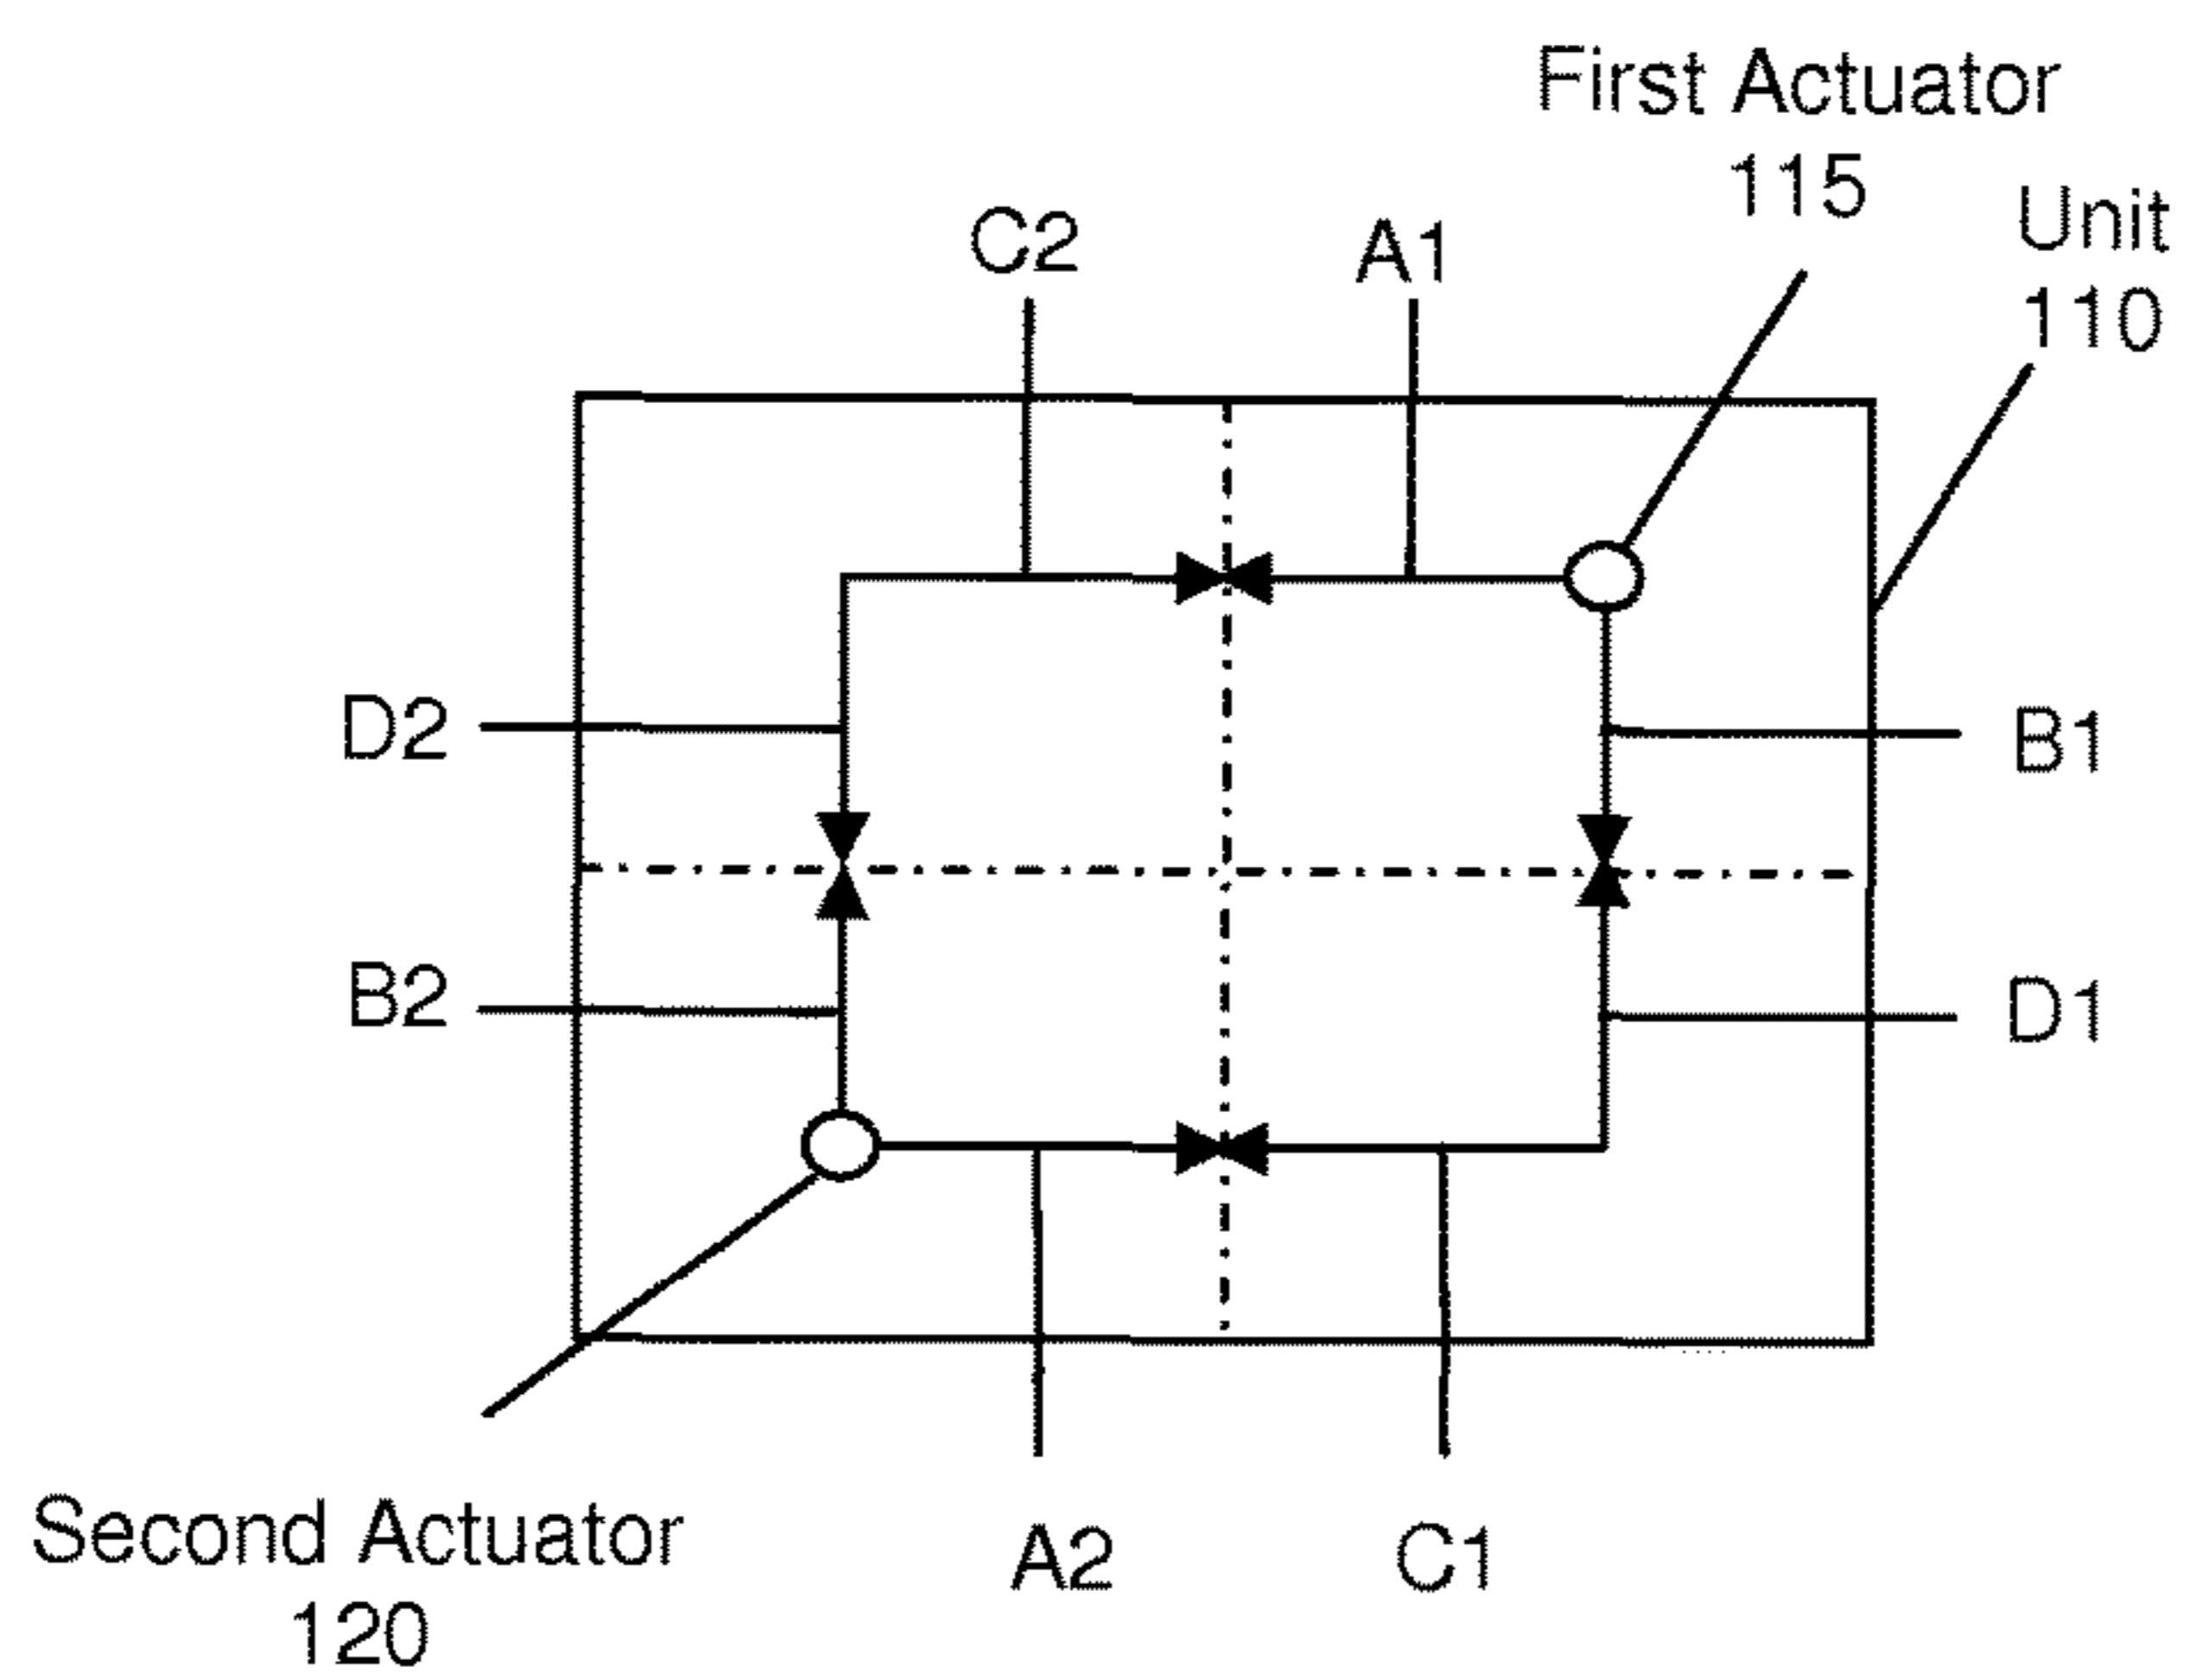 First Actuator
115
Unit
110
C2
A1
D2
B1
B2
D1
Second Actuator
120
A2
C1